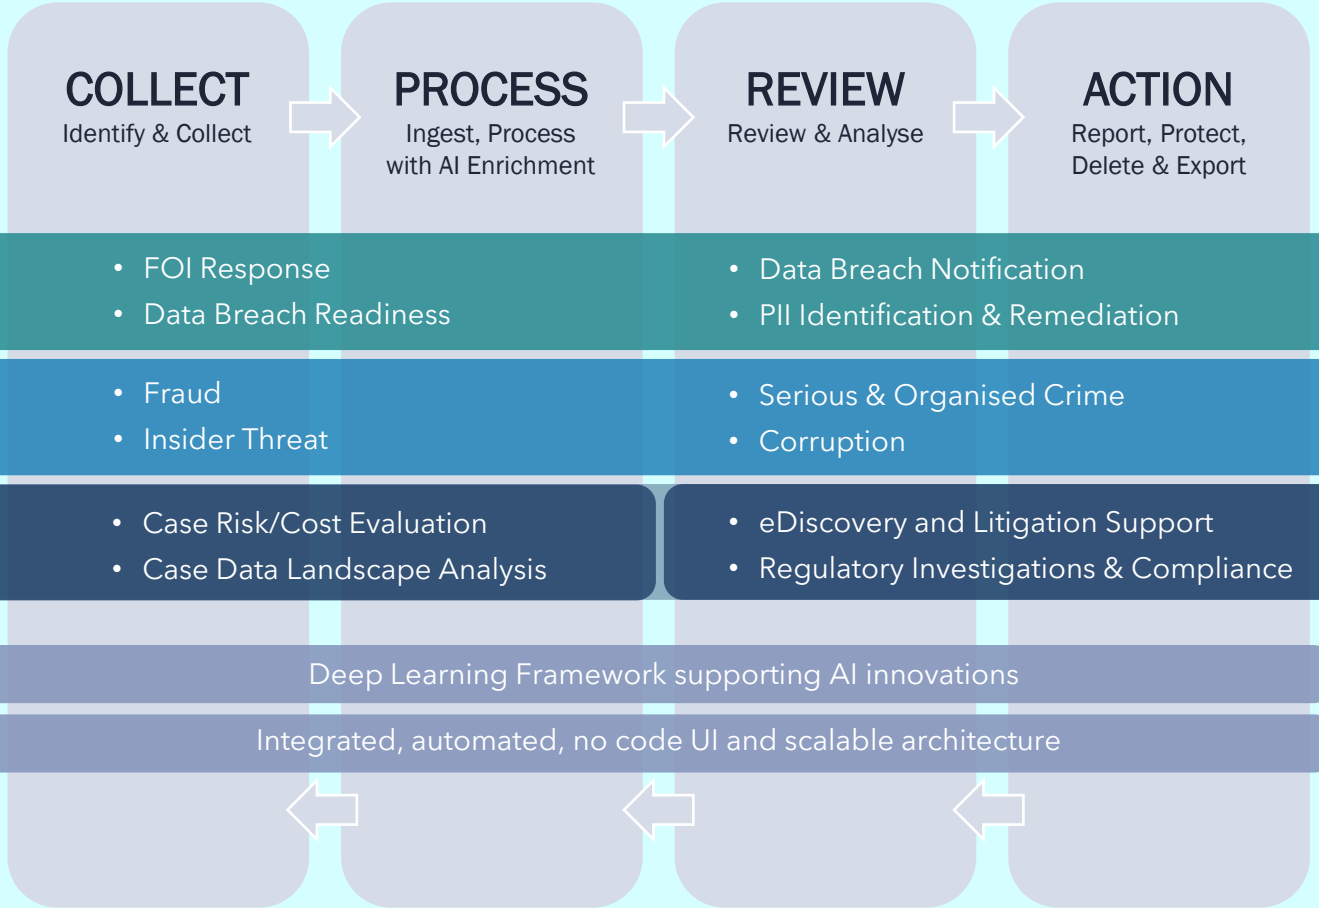 COLLECT
Identify & Collect
PROCESS
Ingest, Process
with AI Enrichment
REVIEW
Review & Analyse
ACTION
Report, Protect,
Delete & Export
• FOI Response
• Data Breach Readiness
• Data Breach Notification
• PII Identification & Remediation
• Fraud
• Insider Threat
• Serious & Organised Crime
• Corruption
• Case Risk/Cost Evaluation
• Case Data Landscape Analysis
• eDiscovery and Litigation Support
• Regulatory Investigations & Compliance
Deep Learning Framework supporting AI innovations
Integrated, automated, no code UI and scalable architecture